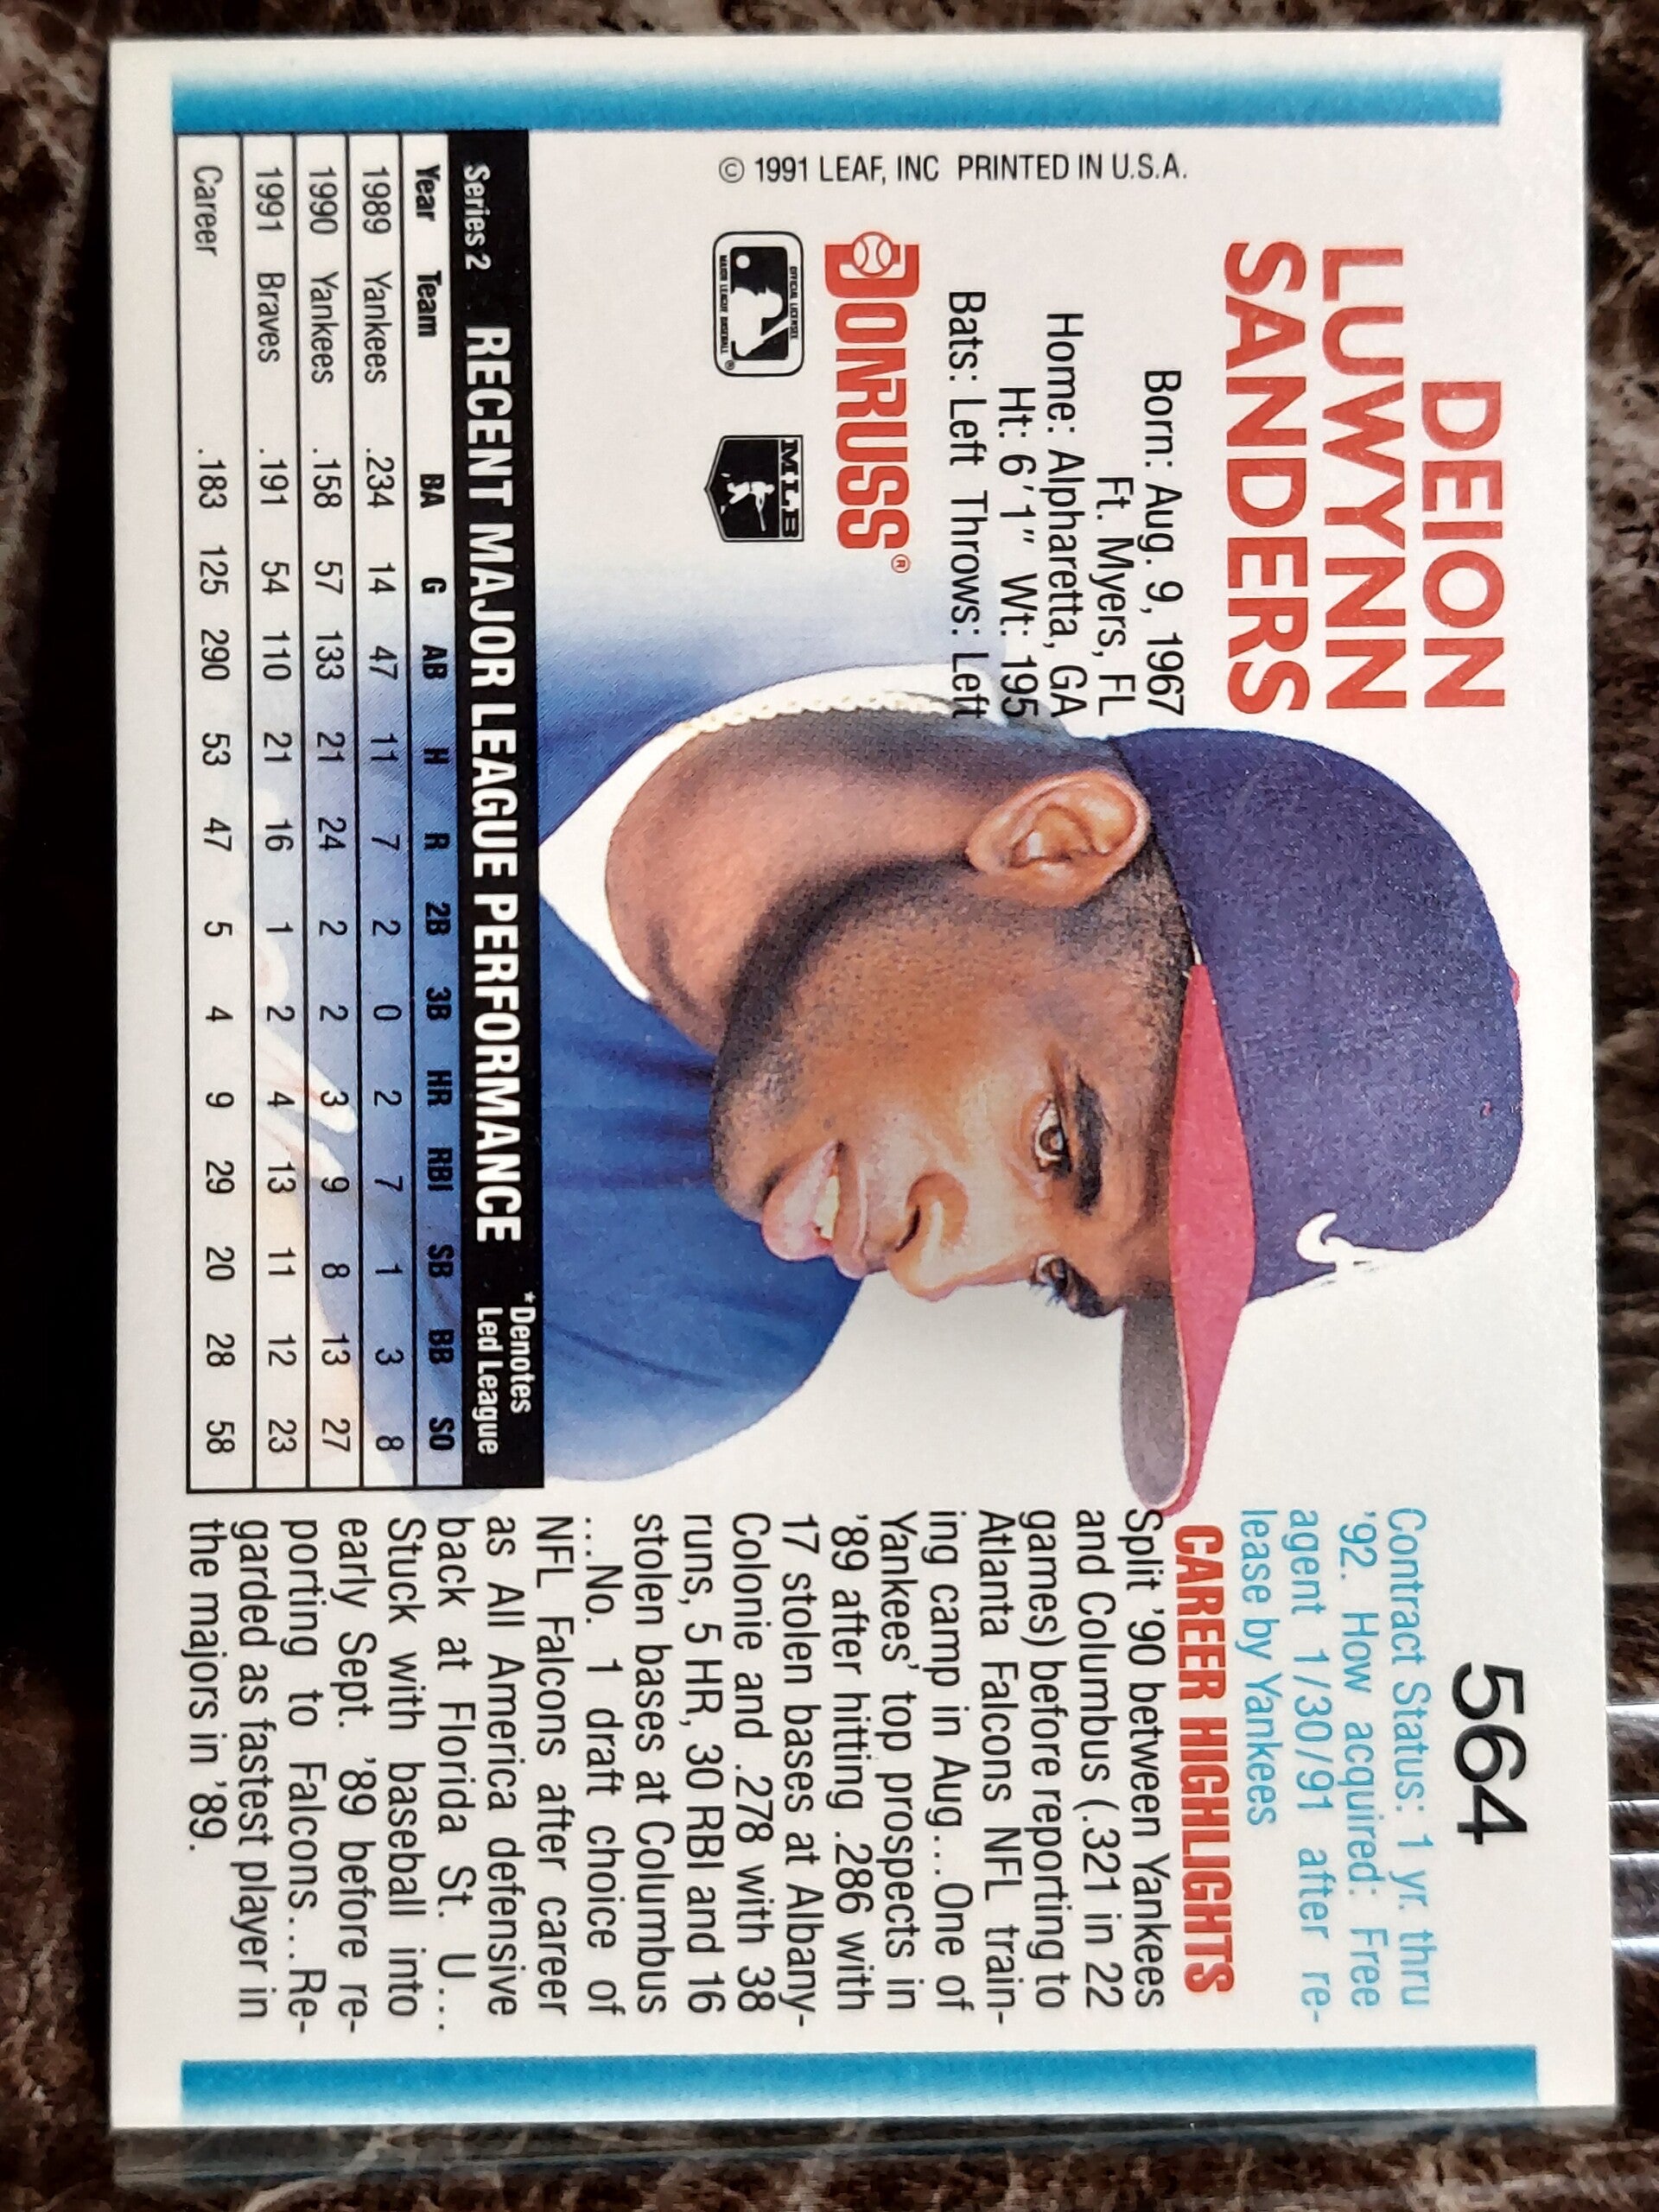 DEION
LUWYNN
SANDERS
Born: Aug. 9, 1967
Ft. Myers, FL
Home: Alpharetta, GA
Ht: 6'1" Wt: 195
Bats: Left Throws: Left
DONRUSS®
OFFICIAL LICENSEE
MAJOR LEAGUE BASEBALL®
MLB
© 1991 LEAF, INC PRINTED IN U.S.A.
564
Contract Status: 1 yr. thru
'92. How acquired: Free
agent 1/30/91 after re-
lease by Yankees
CAREER HIGHLIGHTS
Split '90 between Yankees
and Columbus (.321 in 22
games) before reporting to
Atlanta Falcons NFL train-
ing camp in Aug...One of
Yankees' top prospects in
'89 after hitting .286 with
17 stolen bases at Albany-
Colonie and .278 with 38
runs, 5 HR, 30 RBI and 16
stolen bases at Columbus
...No. 1 draft choice of
NFL Falcons after career
as All America defensive
back at Florida St. U...
Stuck with baseball into
early Sept. '89 before re-
porting to Falcons...Re-
garded as fastest player in
the majors in '89.
Series 2 RECENT MAJOR LEAGUE PERFORMANCE *Denotes
Led League
Year Team BA G AB H R 2B 3B HR RBI SB BB SO
1989 Yankees .234 14 47 11 7 2 0 2 7 1 3 8
1990 Yankees .158 57 133 21 24 2 2 3 9 8 13 27
1991 Braves .191 54 110 21 16 1 2 4 13 11 12 23
Career .183 125 290 53 47 5 4 9 29 20 28 58